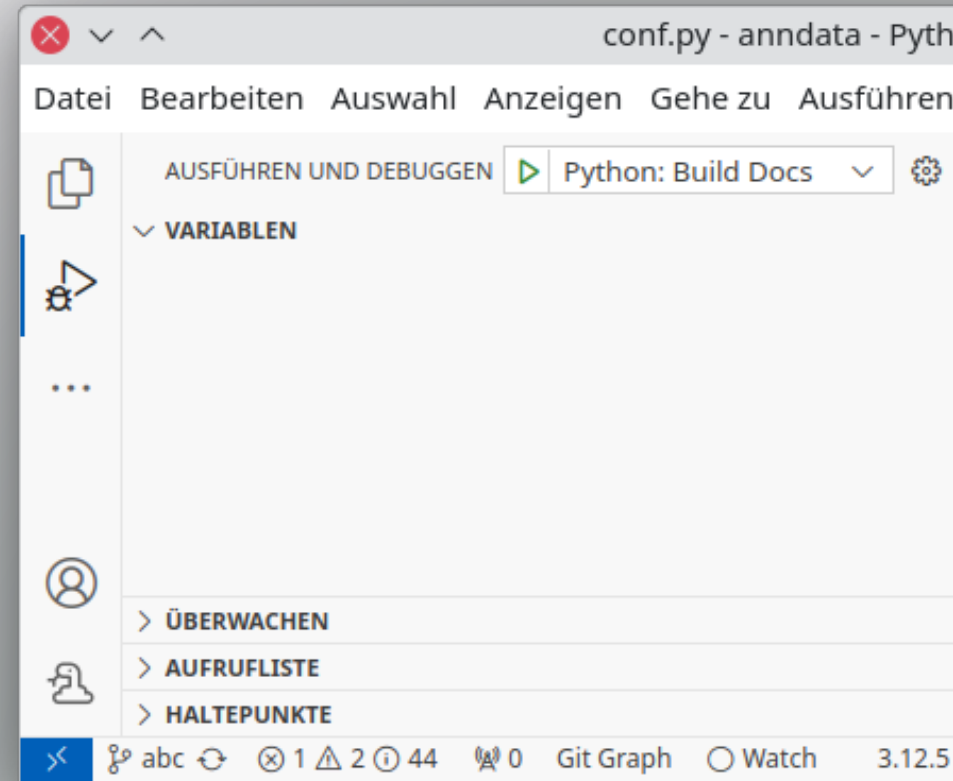 conf.py - anndata - Pyth
Datei Bearbeiten Auswahl Anzeigen Gehe zu Ausführen
AUSFÜHREN UND DEBUGGEN Python: Build Docs
VARIABLEN
ÜBERWACHEN
AUFRUFLISTE
HALTEPUNKTE
abc 1 2 44 0 Git Graph Watch 3.12.5